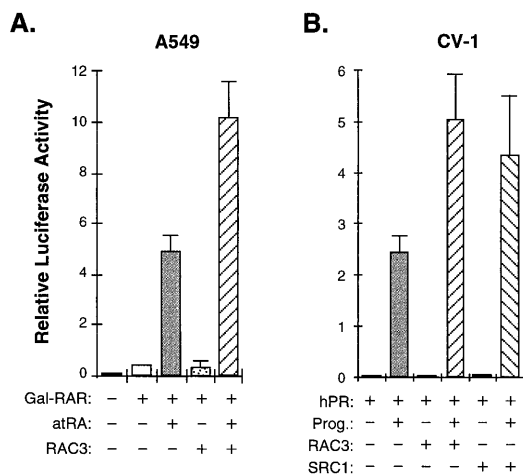 A.
A549
Relative Luciferase Activity
12
10
8
6
4
2
0
Gal-RAR: - + + + +
atRA: - - + - +
RAC3: - - - + +
B.
CV-1
6
5
4
3
2
1
0
hPR: + + + + + +
Prog.: - + - + - +
RAC3: - - + + - -
SRC1: - - - - + +